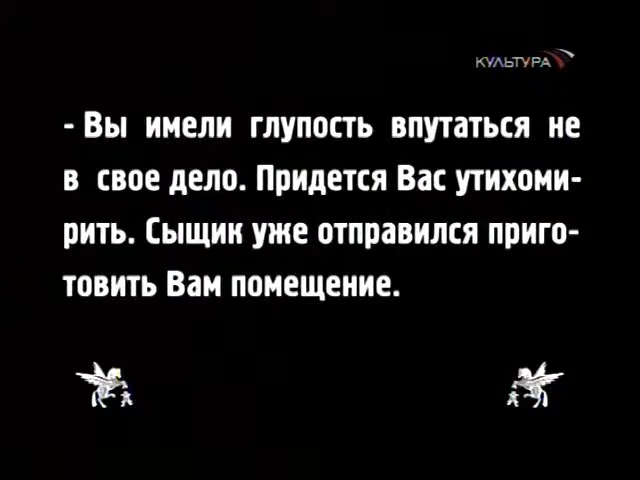 КУЛЬТУРА
- Вы имели глупость впутаться не
в свое дело. Придется Вас утихоми-
рить. Сыщик уже отправился приго-
товить Вам помещение.